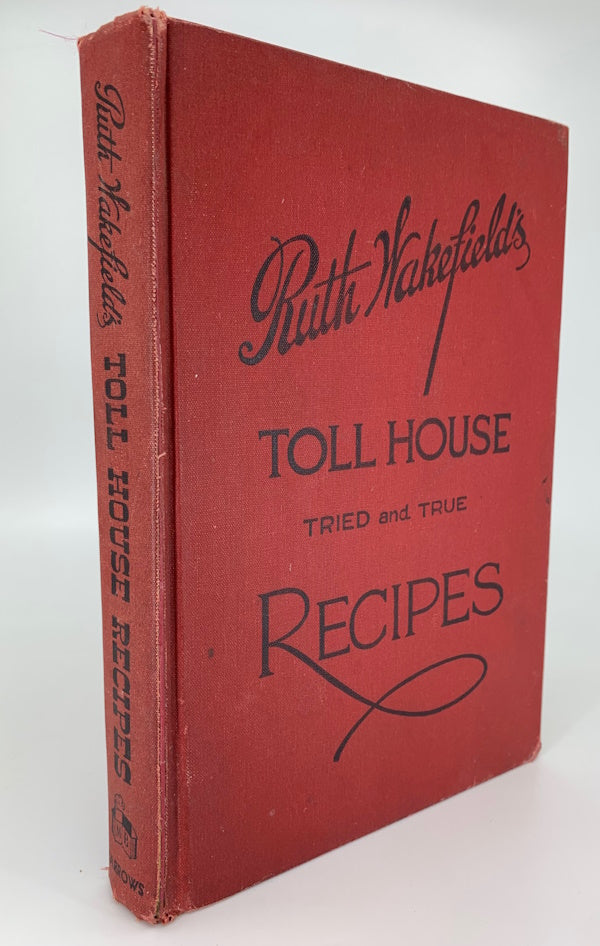 Ruth Wakefield's
TOLL HOUSE RECIPES
Ruth Wakefield's
TOLL HOUSE
TRIED and TRUE
RECIPES